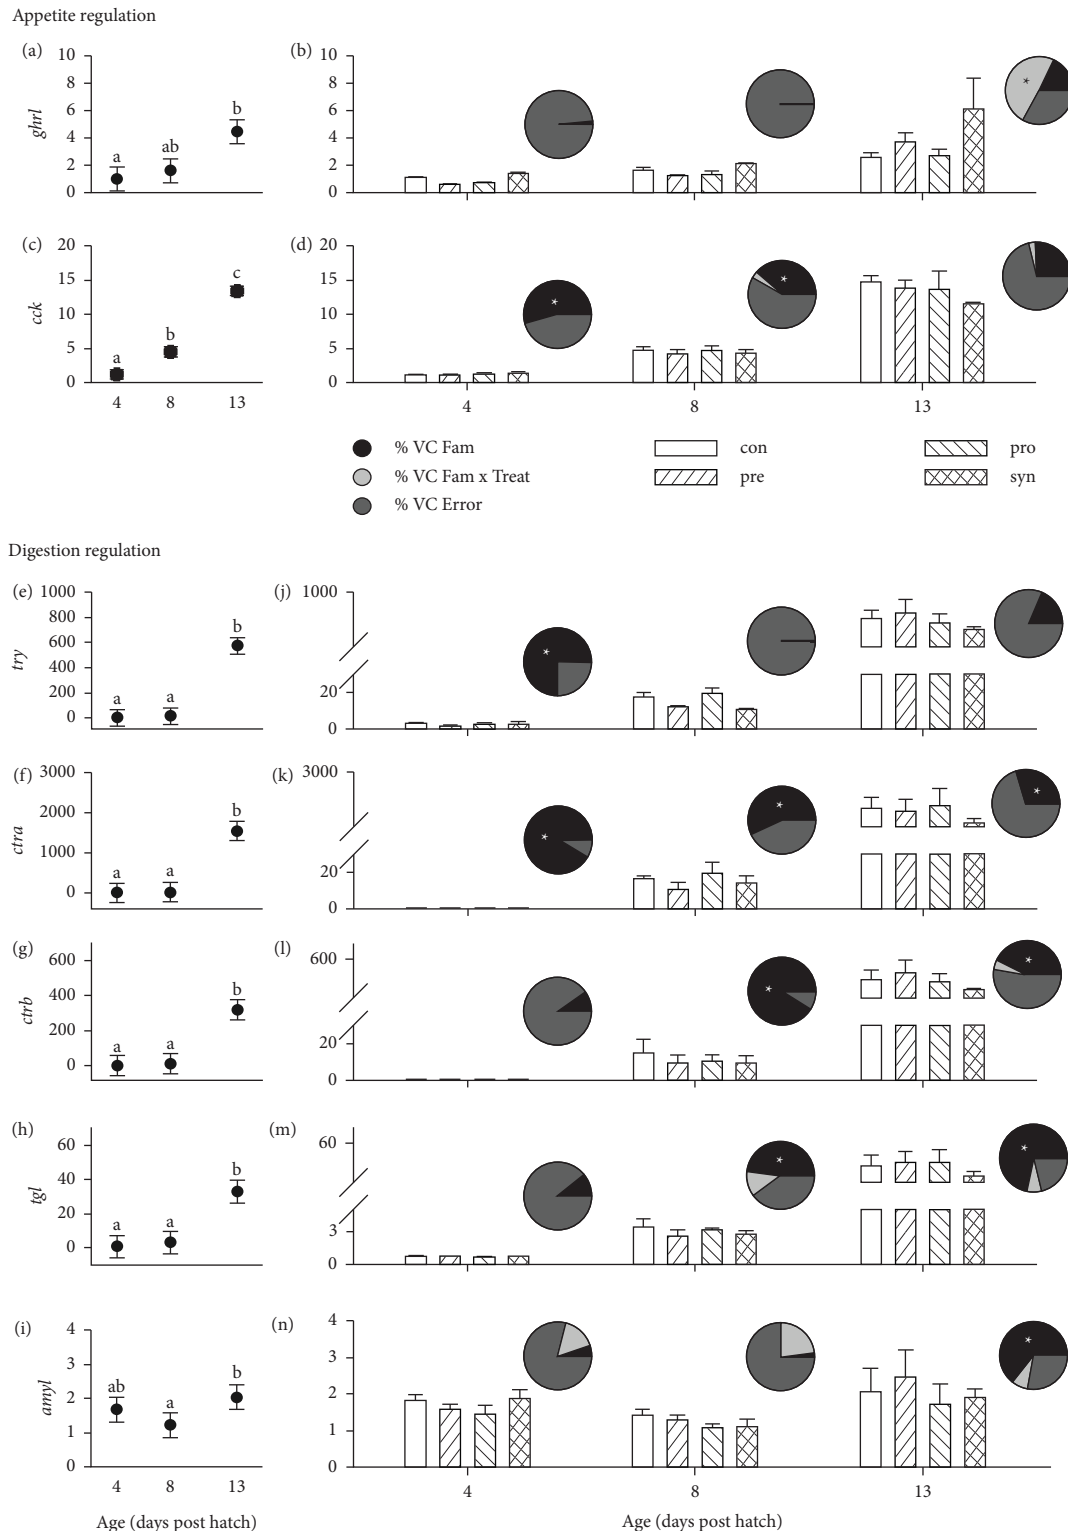 Appetite regulation
(a)
10
8
6
4
2
0
ghrl
a
ab
b
(b)
10
8
6
4
2
0
*
(c)
20
15
10
5
0
cck
a
b
c
4 8 13
(d)
20
15
10
5
0
* *
4 8 13
% VC Fam
% VC Fam x Treat
% VC Error
con
pre
pro
syn
Digestion regulation
(e)
1000
800
600
400
200
0
try
a a b
(j)
1000
20
0
*
(f)
3000
2000
1000
0
ctra
a a b
(k)
3000
20
0
* * *
(g)
600
400
200
0
ctrb
a a b
(l)
600
20
0
* *
(h)
60
40
20
0
tgl
a a b
(m)
60
3
0
* *
(i)
4
3
2
1
0
amyl
ab a b
4 8 13
Age (days post hatch)
(n)
4
3
2
1
0
*
4 8 13
Age (days post hatch)